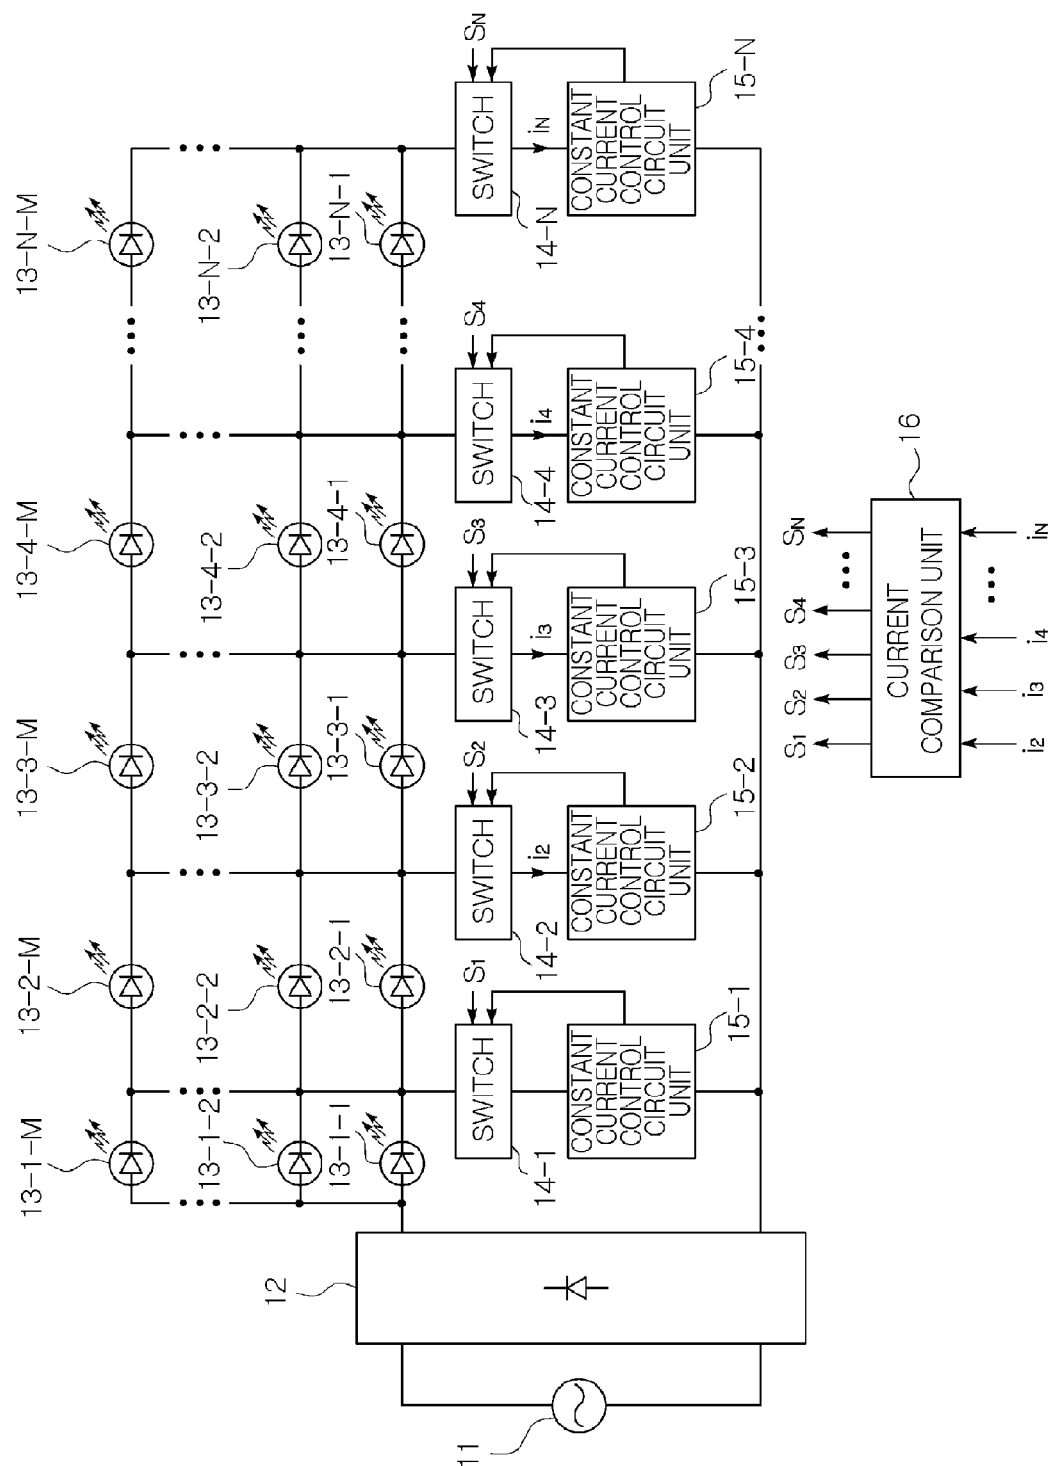 13-1-M
13-2-M
13-3-M
13-4-M
13-N-M
13-1-2
13-2-2
13-3-2
13-4-2
13-N-2
13-1-1
13-2-1
13-3-1
13-4-1
13-N-1
12
11
S1
S2
S3
S4
SN
SWITCH
SWITCH
SWITCH
SWITCH
SWITCH
14-1
14-2
14-3
14-4
14-N
i2
i3
i4
iN
CONSTANT
CURRENT
CONTROL
CIRCUIT
UNIT
CONSTANT
CURRENT
CONTROL
CIRCUIT
UNIT
CONSTANT
CURRENT
CONTROL
CIRCUIT
UNIT
CONSTANT
CURRENT
CONTROL
CIRCUIT
UNIT
CONSTANT
CURRENT
CONTROL
CIRCUIT
UNIT
15-1
15-2
15-3
15-4
15-N
S1
S2
S3
S4
SN
16
CURRENT
COMPARISON UNIT
i2
i3
i4
iN